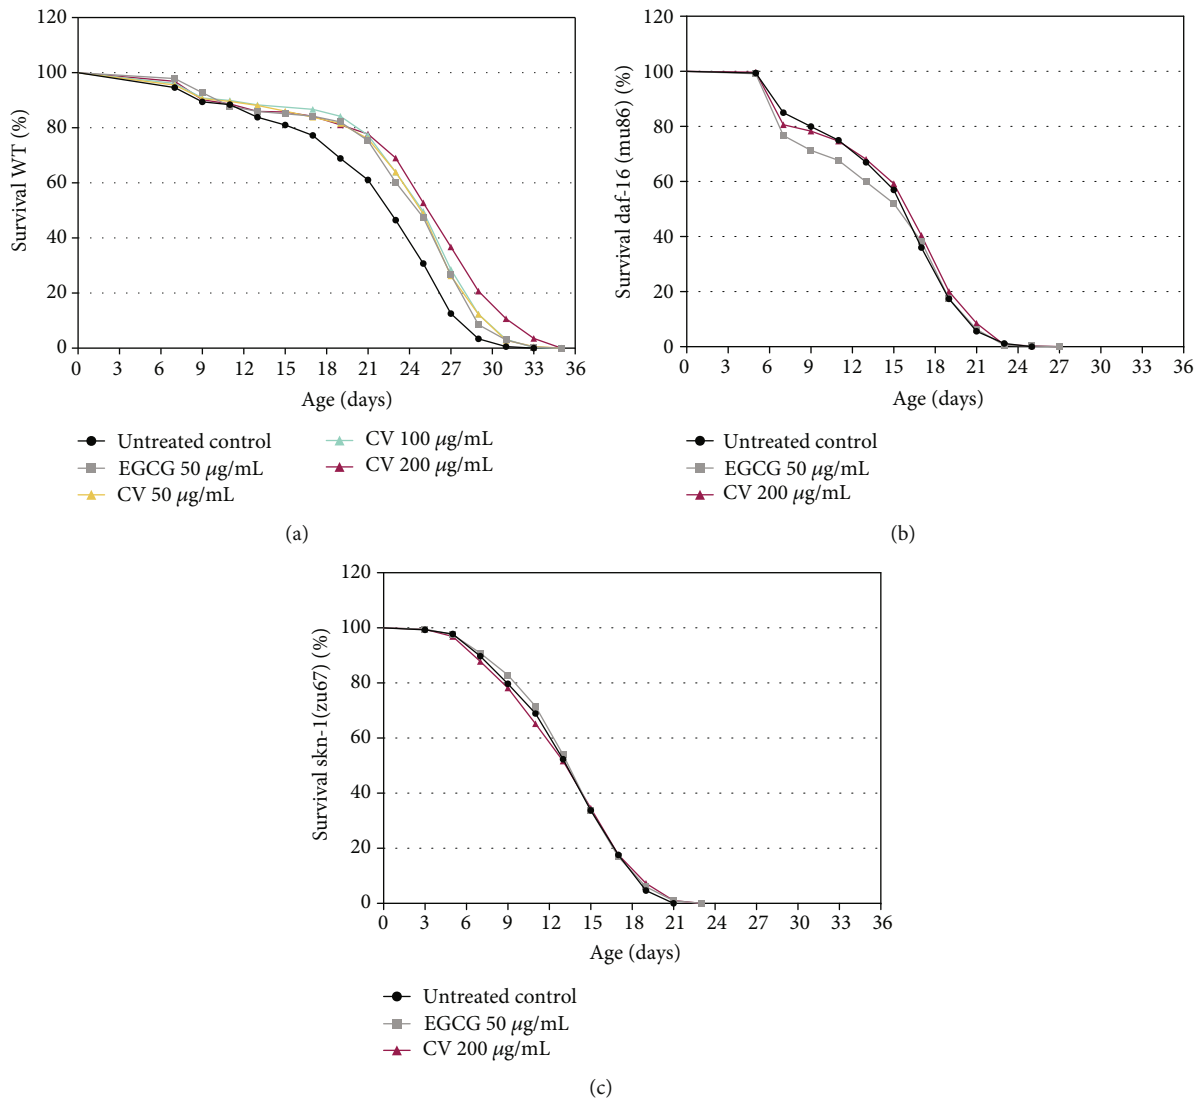 120
100
80
60
40
20
0
Survival WT (%)
0 3 6 9 12 15 18 21 24 27 30 33 36
Age (days)
Untreated control
EGCG 50 μg/mL
CV 50 μg/mL
CV 100 μg/mL
CV 200 μg/mL
(a)
120
100
80
60
40
20
0
Survival daf-16 (mu86) (%)
0 3 6 9 12 15 18 21 24 27 30 33 36
Age (days)
Untreated control
EGCG 50 μg/mL
CV 200 μg/mL
(b)
120
100
80
60
40
20
0
Survival skn-1(zu67) (%)
0 3 6 9 12 15 18 21 24 27 30 33 36
Age (days)
Untreated control
EGCG 50 μg/mL
CV 200 μg/mL
(c)